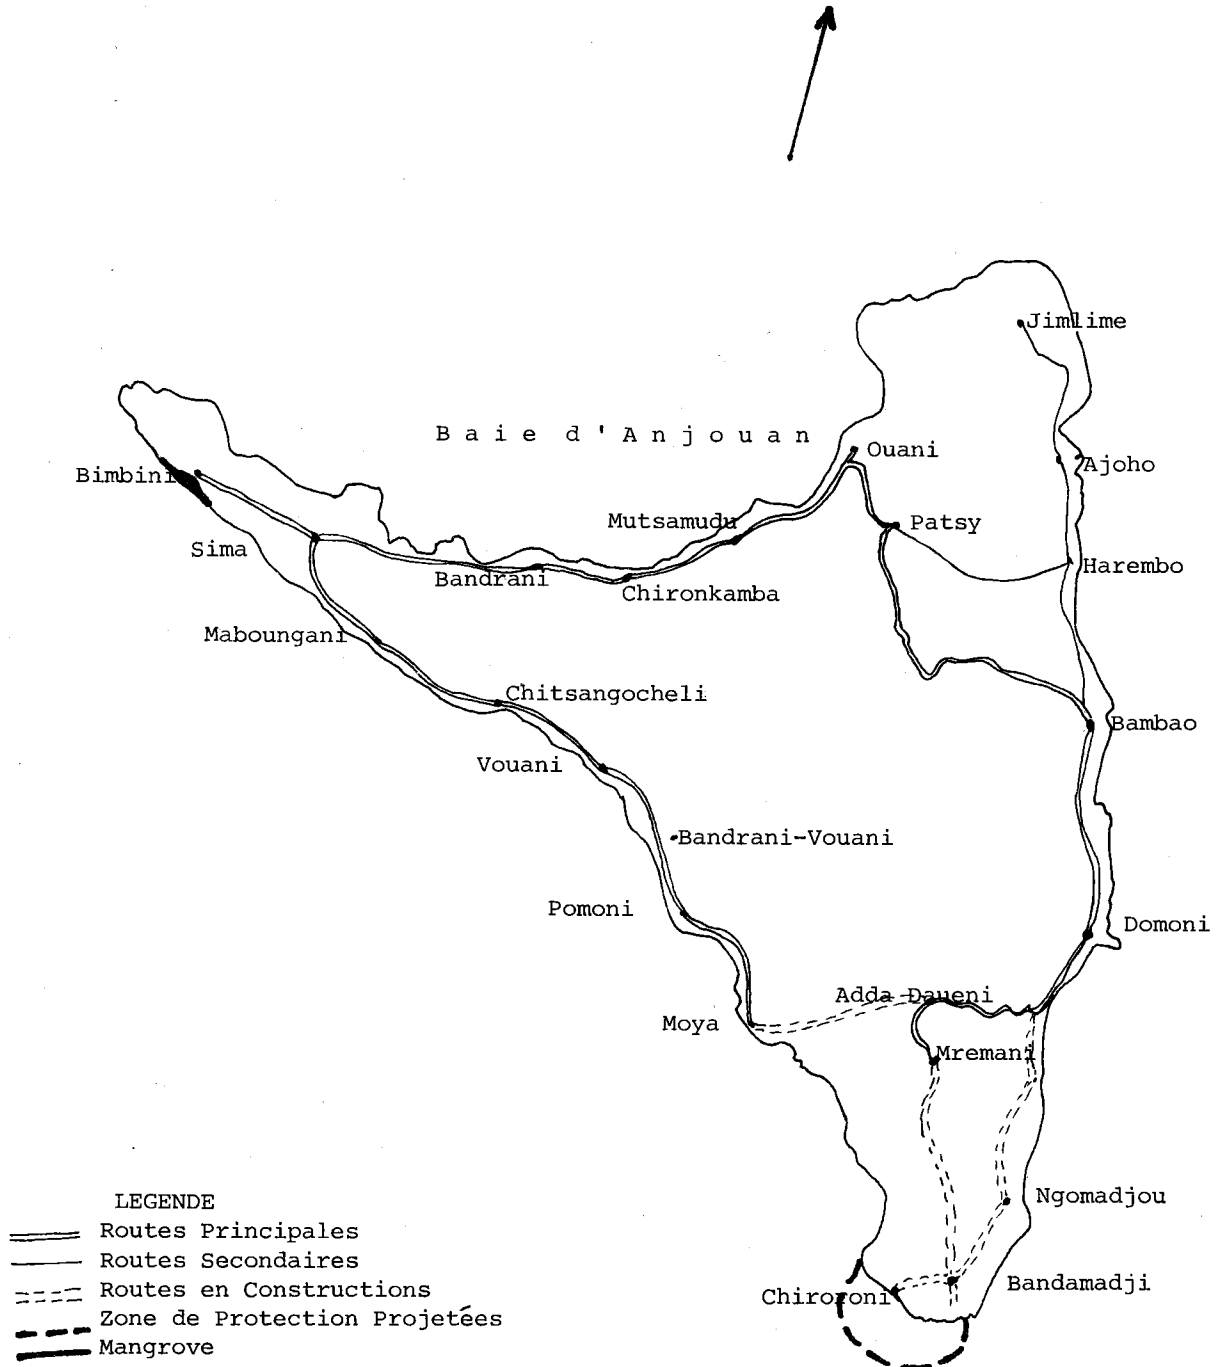 Jimlime
Baie d'Anjouan
Ouani
Ajoho
Bimbini
Mutsamudu
Patsy
Sima
Harembo
Bandrani
Chironkamba
Maboungani
Chitsangocheli
Bambao
Vouani
Bandrani-Vouani
Pomoni
Domoni
Adda Daueni
Moya
Mremani
Ngomadjou
LEGENDE
Routes Principales
Routes Secondaires
Routes en Constructions
Zone de Protection Projetées
Mangrove
Bandamadji
Chiroroni